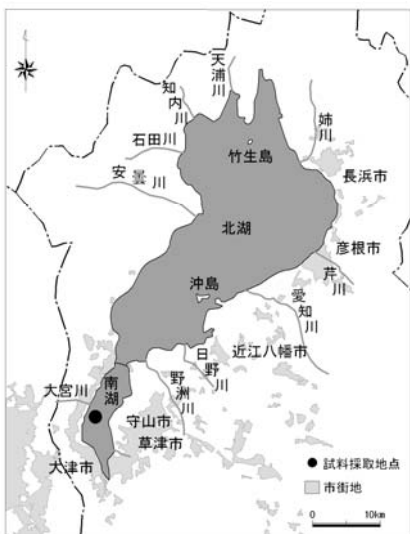 天浦川
知内川
石田川
安曇川
姉川
竹生島
長浜市
北湖
彦根市
芹川
沖島
愛知川
近江八幡市
日野川
野洲川
大宮川
南湖
守山市
草津市
大津市
試料採取地点
市街地
0
10km